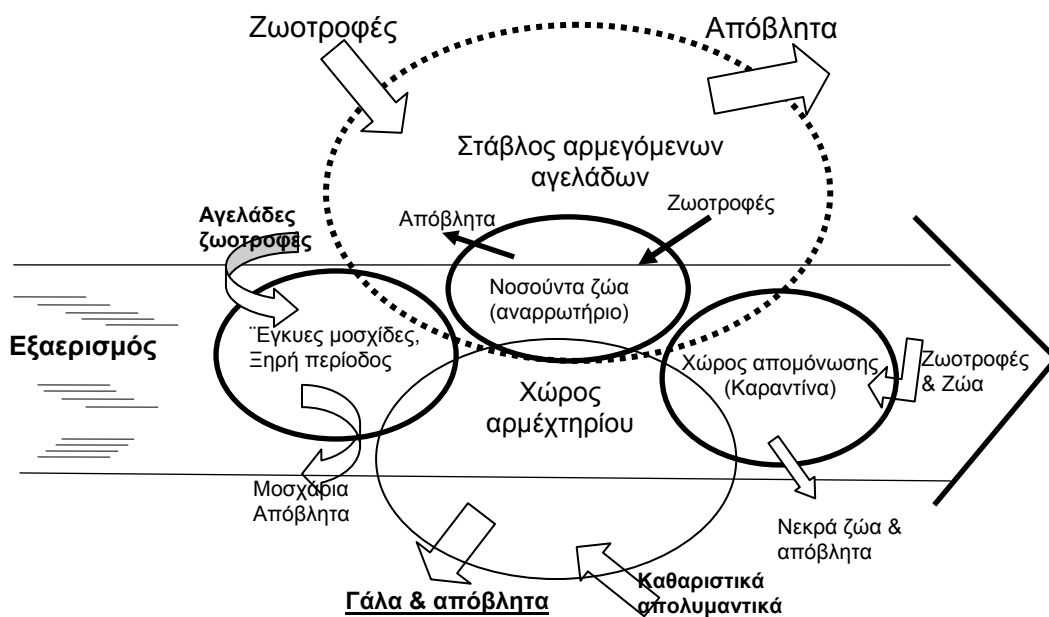 Ζωοτροφές
Απόβλητα
Στάβλος αρμεγόμενων
αγελάδων
Αγελάδες
ζωοτροφές
Απόβλητα
Ζωοτροφές
Νοσούντα ζώα
(αναρρωτήριο)
Εξαερισμός
Έγκυες μοσχίδες,
Ξηρή περίοδος
Χώρος απομόνωσης
(Καραντίνα)
Ζωοτροφές
& Ζώα
Χώρος
αρμέχτηρίου
Μοσχάρια
Απόβλητα
Νεκρά ζώα &
απόβλητα
Καθαριστικά
απολυμαντικά
Γάλα & απόβλητα